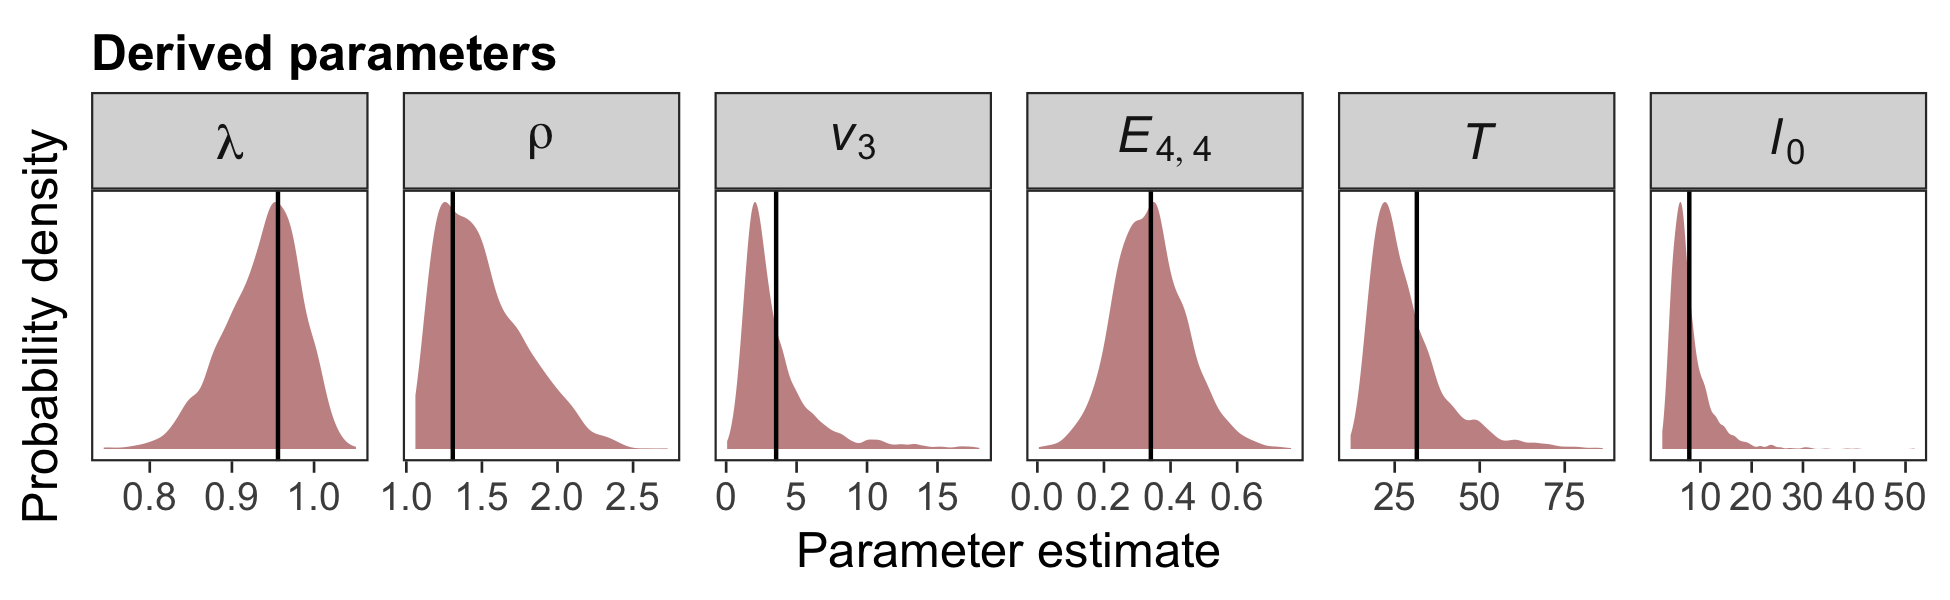 Derived parameters
λ ρ v3 E4, 4 T I0
Probability density
0.8 0.9 1.0 1.0 1.5 2.0 2.5 0 5 10 15 0.0 0.2 0.4 0.6 25 50 75 10 20 30 40 50
Parameter estimate